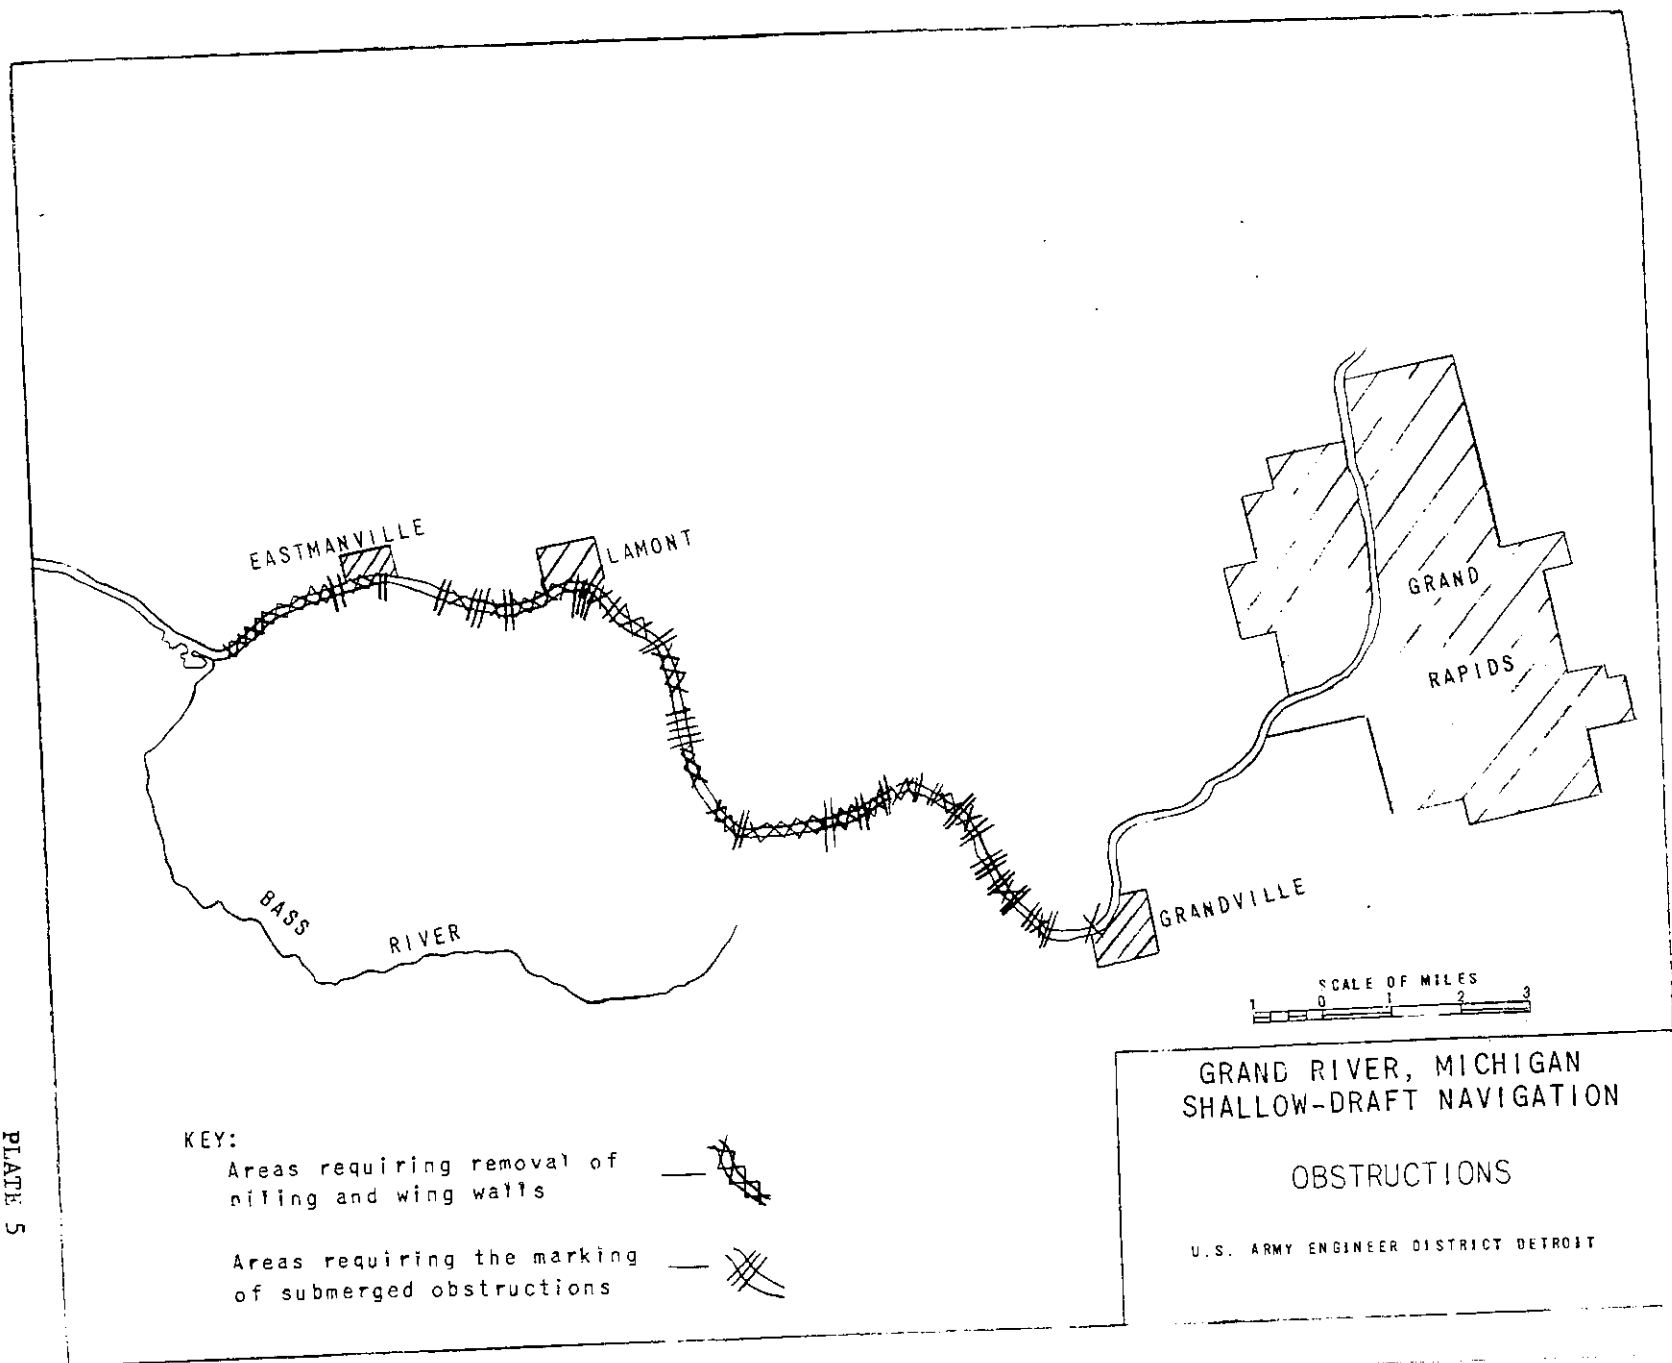 EASTMANVILLE
LAMONT
GRAND
RAPIDS
BASS
RIVER
GRANDVILLE
SCALE OF MILES
1 0 1 2 3
GRAND RIVER, MICHIGAN
SHALLOW-DRAFT NAVIGATION
OBSTRUCTIONS
U.S. ARMY ENGINEER DISTRICT DETROIT
KEY:
Areas requiring removal of
piling and wing walls
Areas requiring the marking
of submerged obstructions
PLATE 5